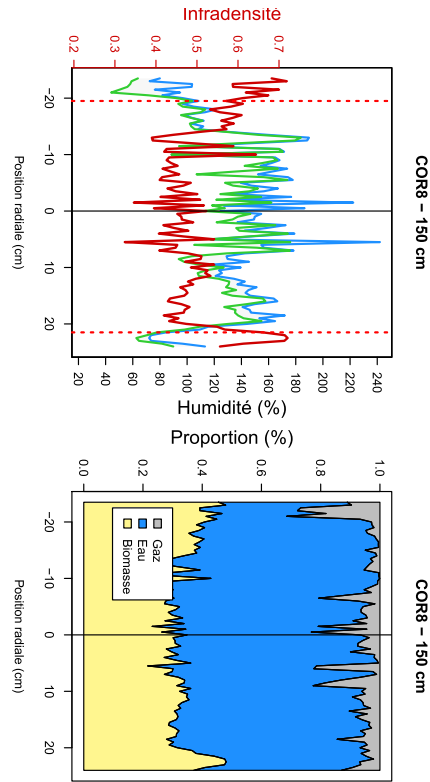 Intradensité
0.2 0.3 0.4 0.5 0.6 0.7
COR8 − 150 cm
−20 −10 0 10 20
Position radiale (cm)
20 40 60 80 100 120 140 160 180 200 220 240
Humidité (%)
Proportion (%)
0.0 0.2 0.4 0.6 0.8 1.0
COR8 − 150 cm
Gaz
Eau
Biomasse
−20 −10 0 10 20
Position radiale (cm)